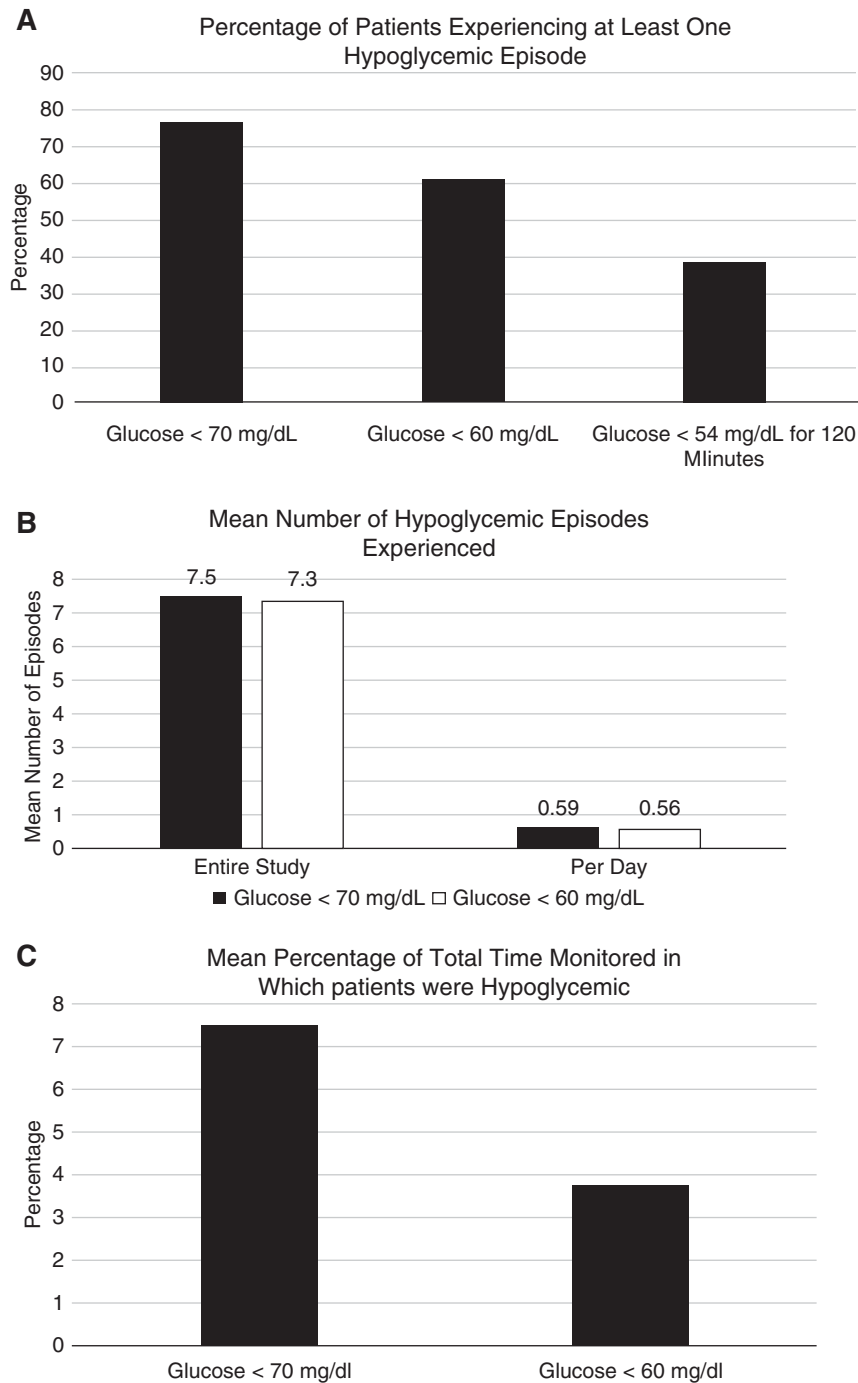 A
Percentage of Patients Experiencing at Least One
Hypoglycemic Episode
Percentage
90
80
70
60
50
40
30
20
10
0
Glucose < 70 mg/dL
Glucose < 60 mg/dL
Glucose < 54 mg/dL for 120
MIinutes
B
Mean Number of Hypoglycemic Episodes
Experienced
Mean Number of Episodes
8
7
6
5
4
3
2
1
0
7.5
7.3
0.59
0.56
Entire Study
Per Day
Glucose < 70 mg/dL
Glucose < 60 mg/dL
C
Mean Percentage of Total Time Monitored in
Which patients were Hypoglycemic
Percentage
8
7
6
5
4
3
2
1
0
Glucose < 70 mg/dl
Glucose < 60 mg/dl